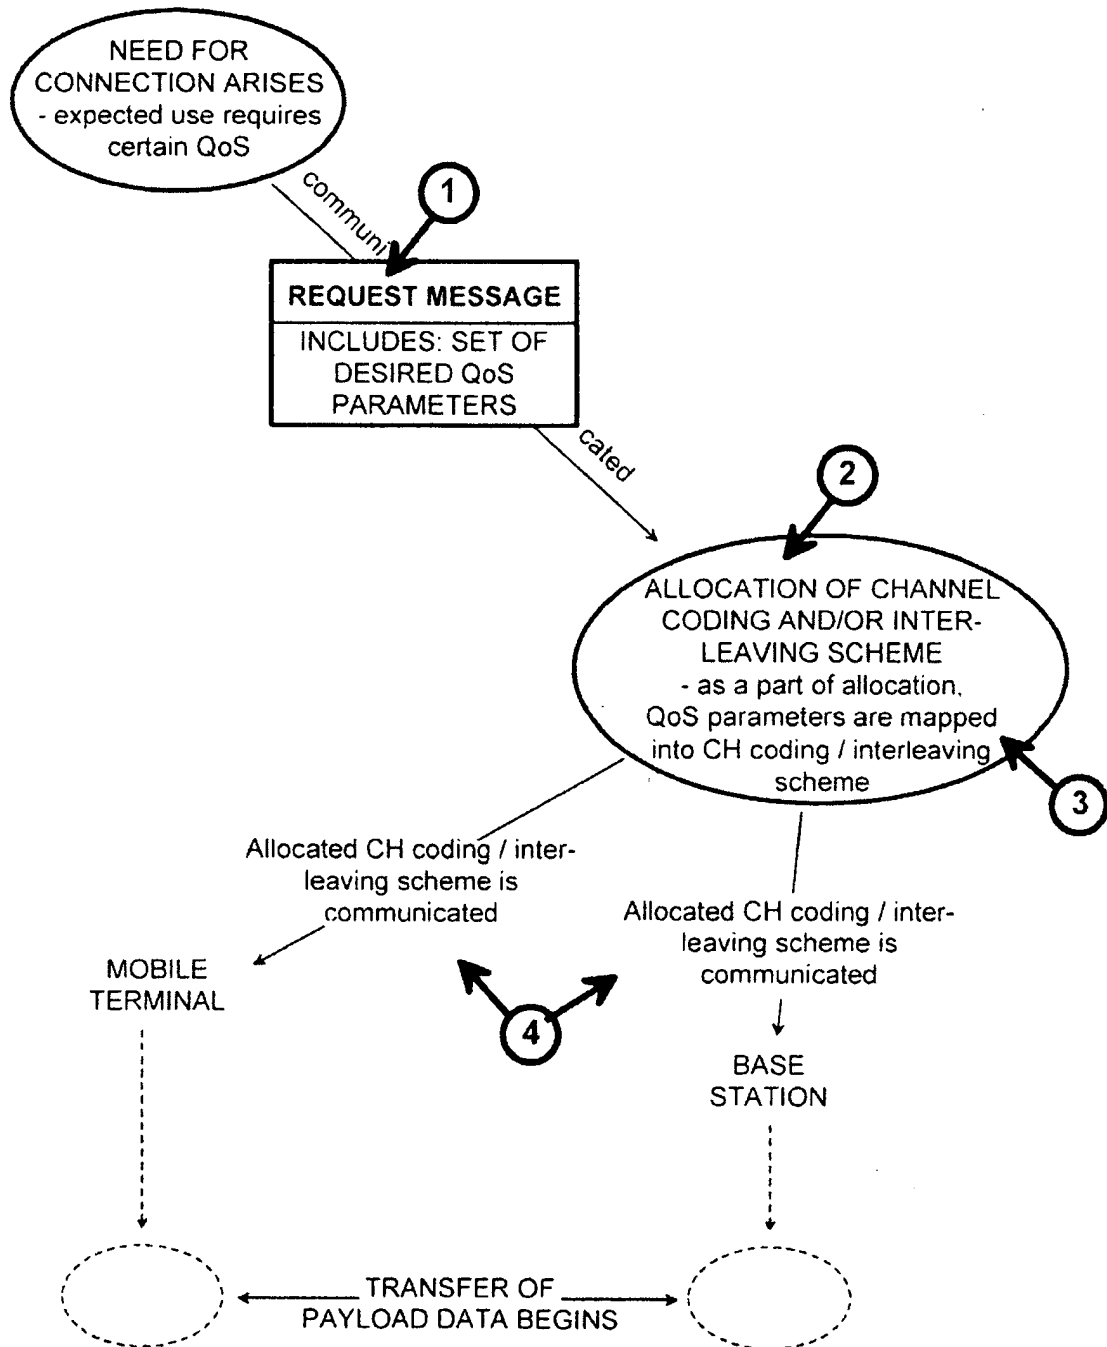 NEED FOR
CONNECTION ARISES
- expected use requires
certain QoS
communi
1
REQUEST MESSAGE
INCLUDES: SET OF
DESIRED QoS
PARAMETERS
cated
2
ALLOCATION OF CHANNEL
CODING AND/OR INTER-
LEAVING SCHEME
- as a part of allocation,
QoS parameters are mapped
into CH coding / interleaving
scheme
3
Allocated CH coding / inter-
leaving scheme is
communicated
Allocated CH coding / inter-
leaving scheme is
communicated
MOBILE
TERMINAL
4
BASE
STATION
TRANSFER OF
PAYLOAD DATA BEGINS